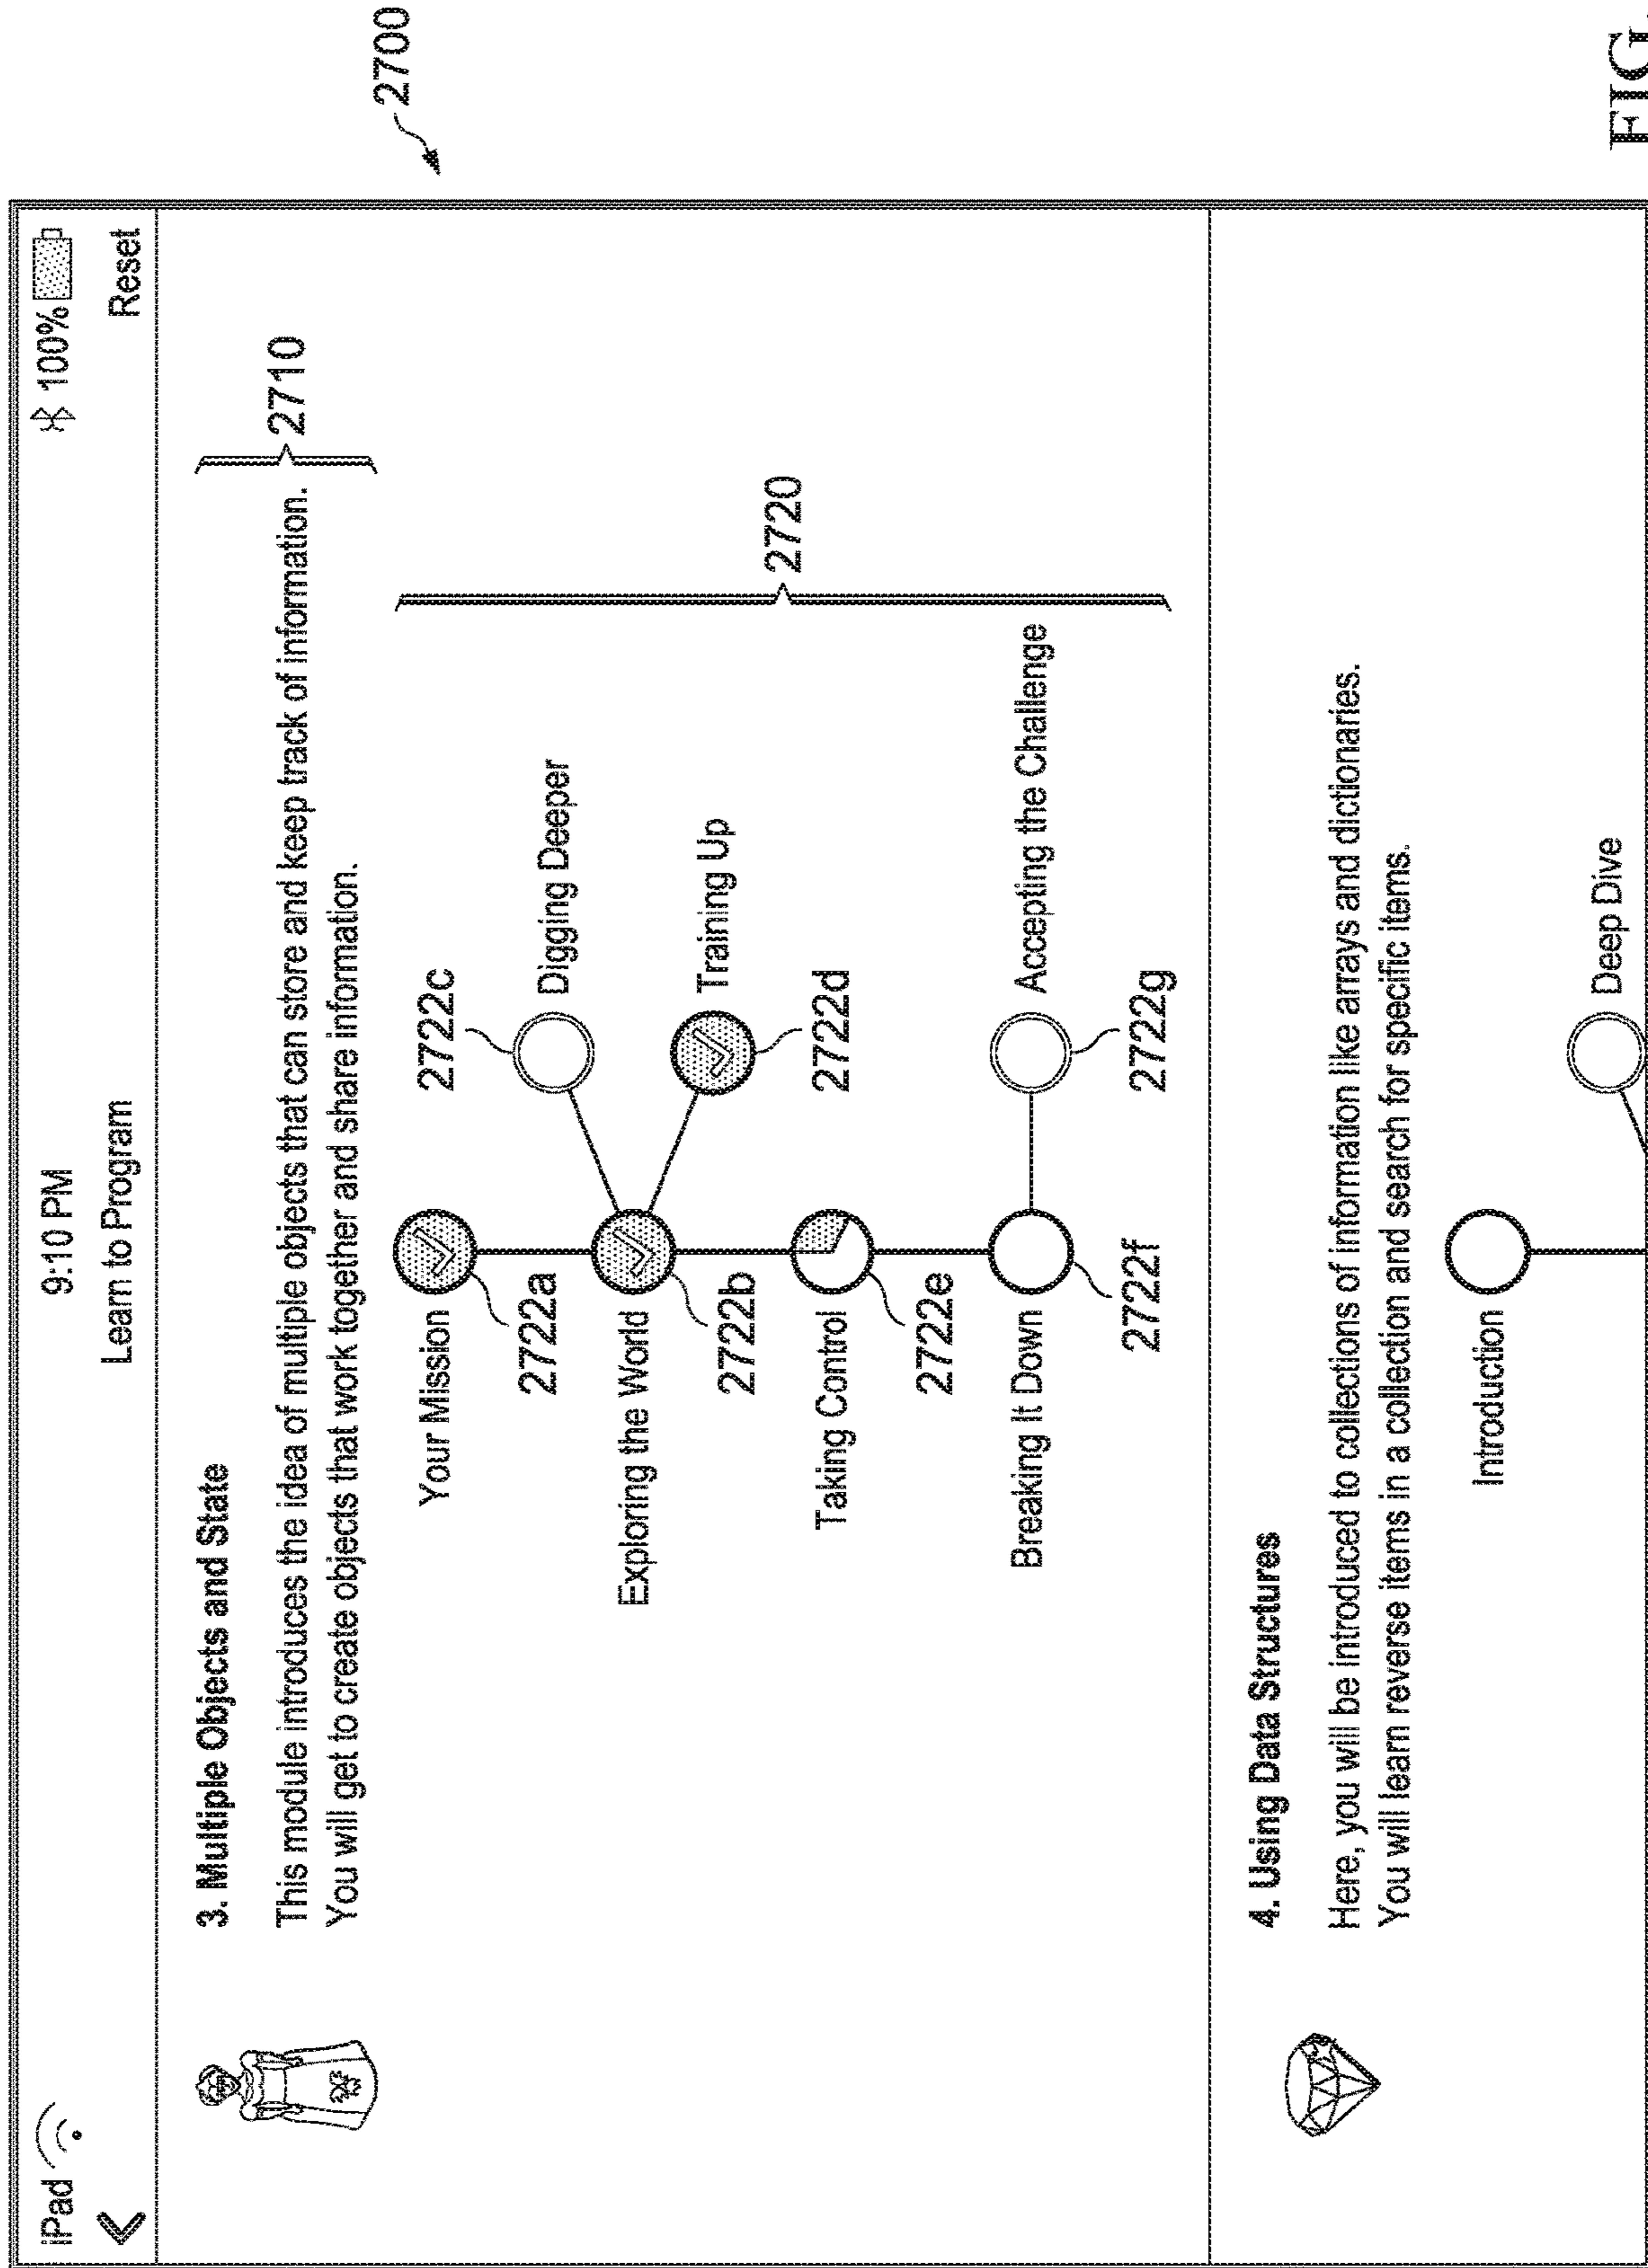 iPad 9:10 PM 100%
Learn to Program Reset
2700
3. Multiple Objects and State
This module introduces the idea of multiple objects that can store and keep track of information.
You will get to create objects that work together and share information.
2710
Your Mission
2722c
2722a
Digging Deeper
Exploring the World
Training Up
2722b
2720
Taking Control
2722d
2722e
Breaking It Down
Accepting the Challenge
2722f
2722g
4. Using Data Structures
Here, you will be introduced to collections of information like arrays and dictionaries.
You will learn reverse items in a collection and search for specific items.
Introduction
Deep Dive
FIG.